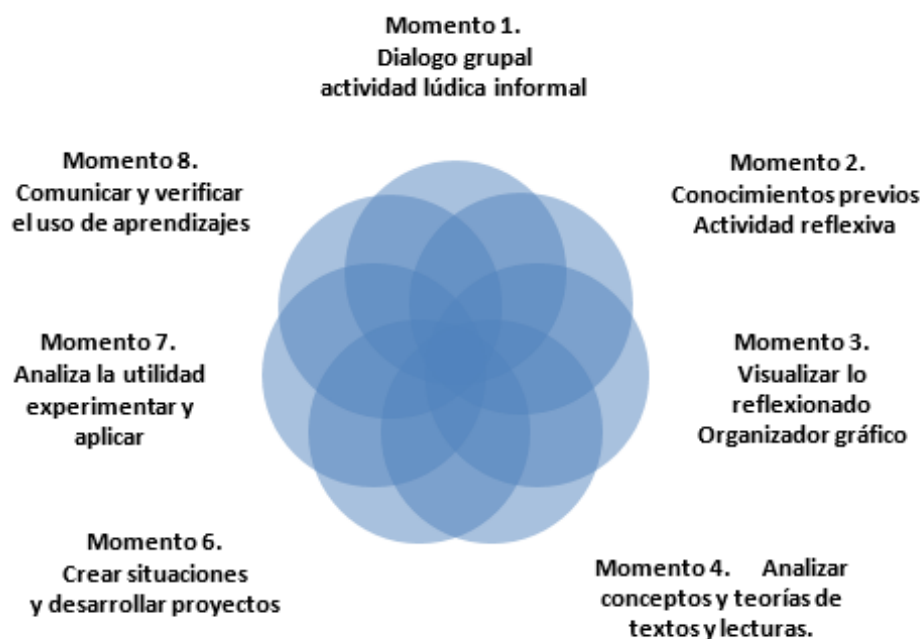 Momento 1.
Dialogo grupal
actividad lúdica informal
Momento 2.
Conocimientos previos
Actividad reflexiva
Momento 3.
Visualizar lo
reflexionado
Organizador gráfico
Momento 4. Analizar
conceptos y teorías de
textos y lecturas.
Momento 6.
Crear situaciones
y desarrollar proyectos
Momento 7.
Analiza la utilidad
experimentar y
aplicar
Momento 8.
Comunicar y verificar
el uso de aprendizajes